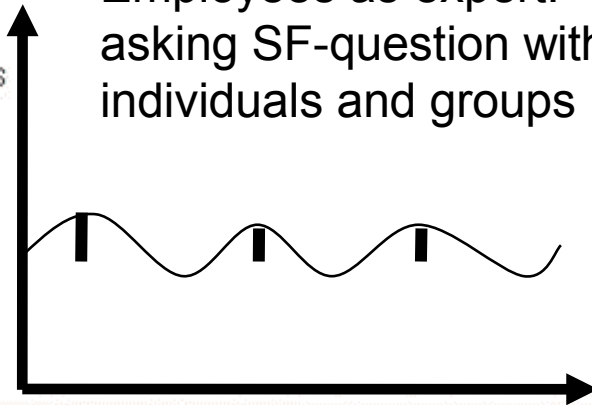 Employees as expert:
asking SF-question with
individuals and groups